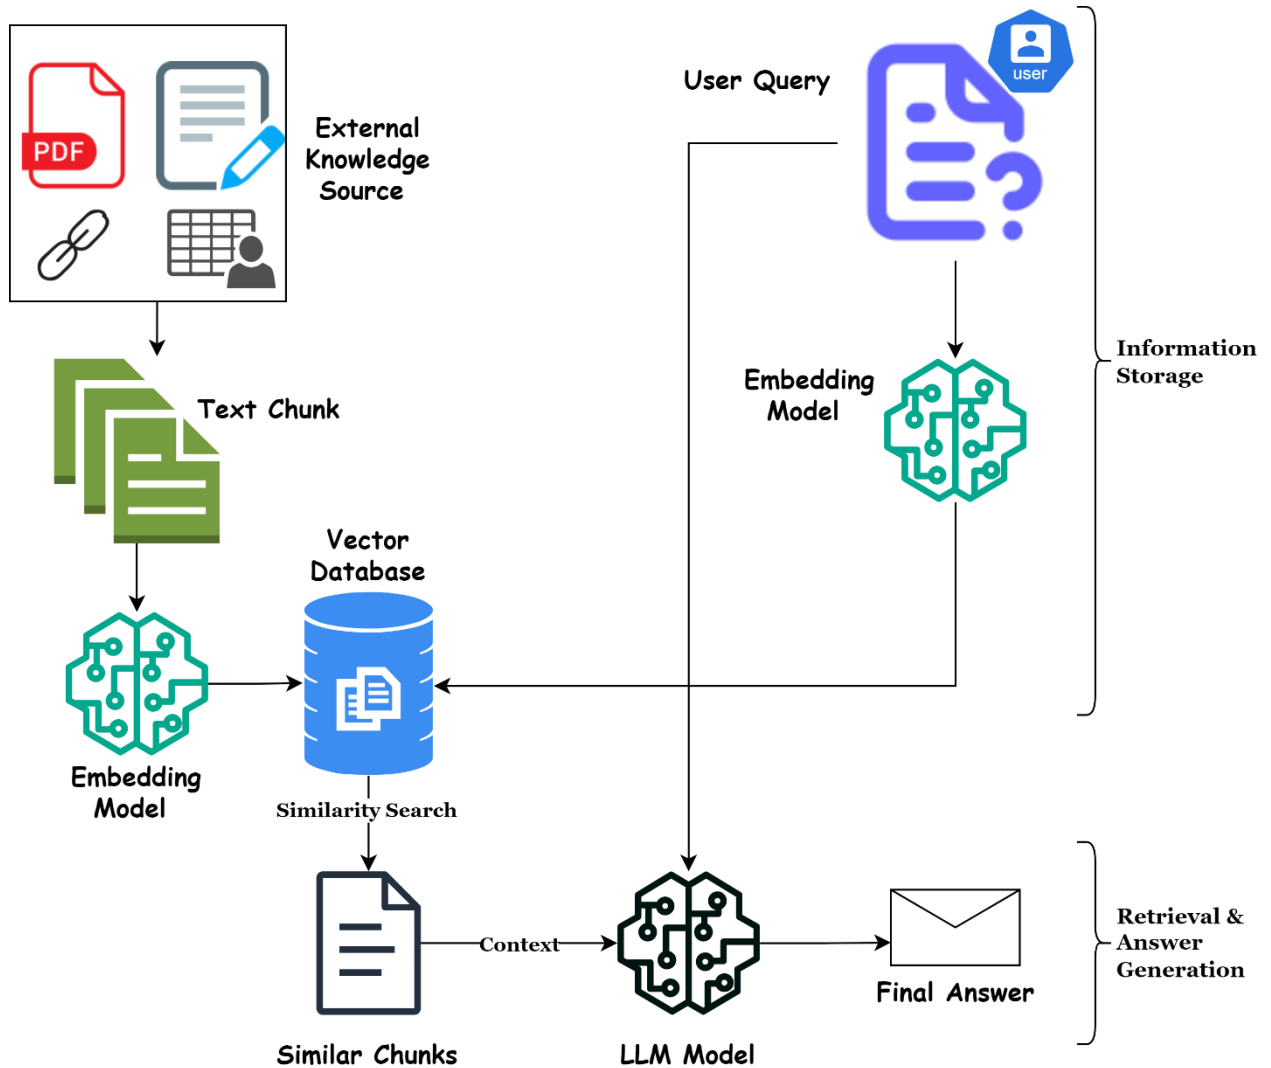 PDF
External
Knowledge
Source
User Query
user
Information
Storage
Text Chunk
Embedding
Model
Vector
Database
Embedding
Model
Similarity Search
Context
Similar Chunks
LLM Model
Final Answer
Retrieval &
Answer
Generation